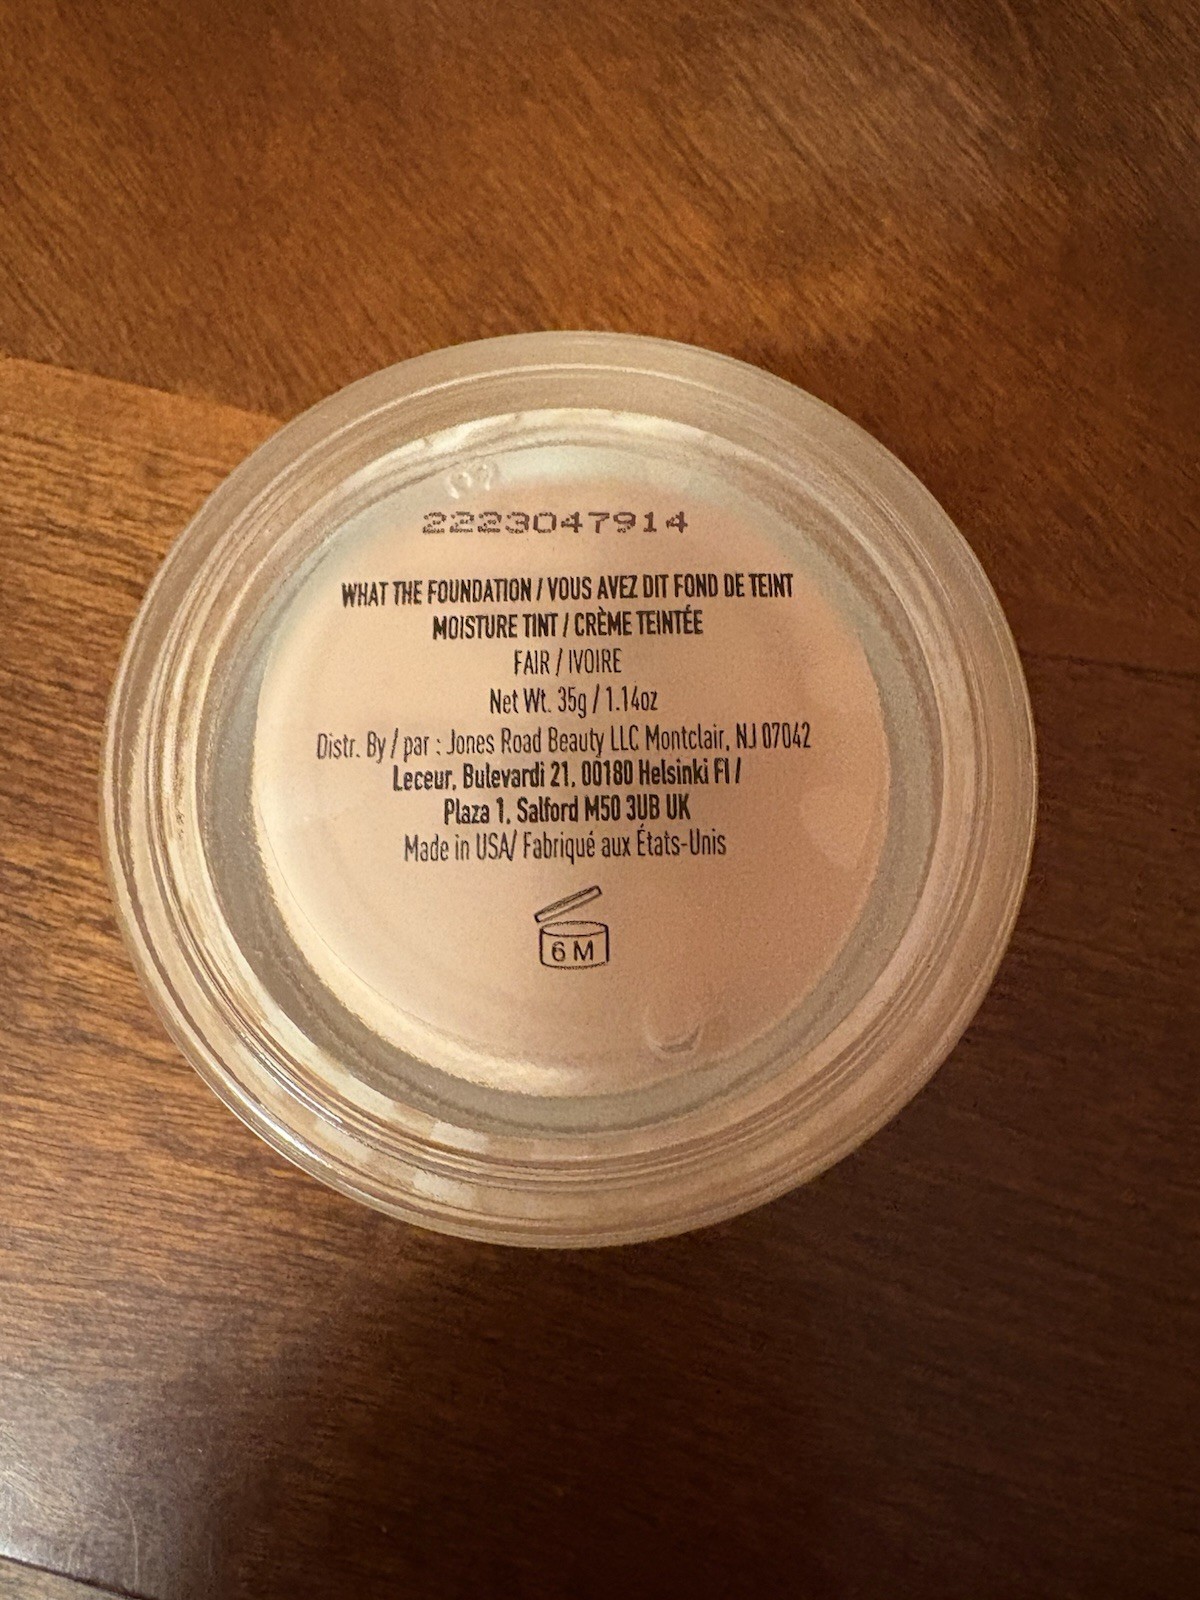 2223047914
WHAT THE FOUNDATION / VOUS AVEZ DIT FOND DE TEINT
MOISTURE TINT / CRÈME TEINTÉE
FAIR / IVOIRE
Net Wt. 35g / 1.14oz
Distr. By / par : Jones Road Beauty LLC Montclair, NJ 07042
Leceur, Bulevardi 21, 00180 Helsinki FI /
Plaza 1, Salford M50 3UB UK
Made in USA/ Fabriqué aux États-Unis
6M